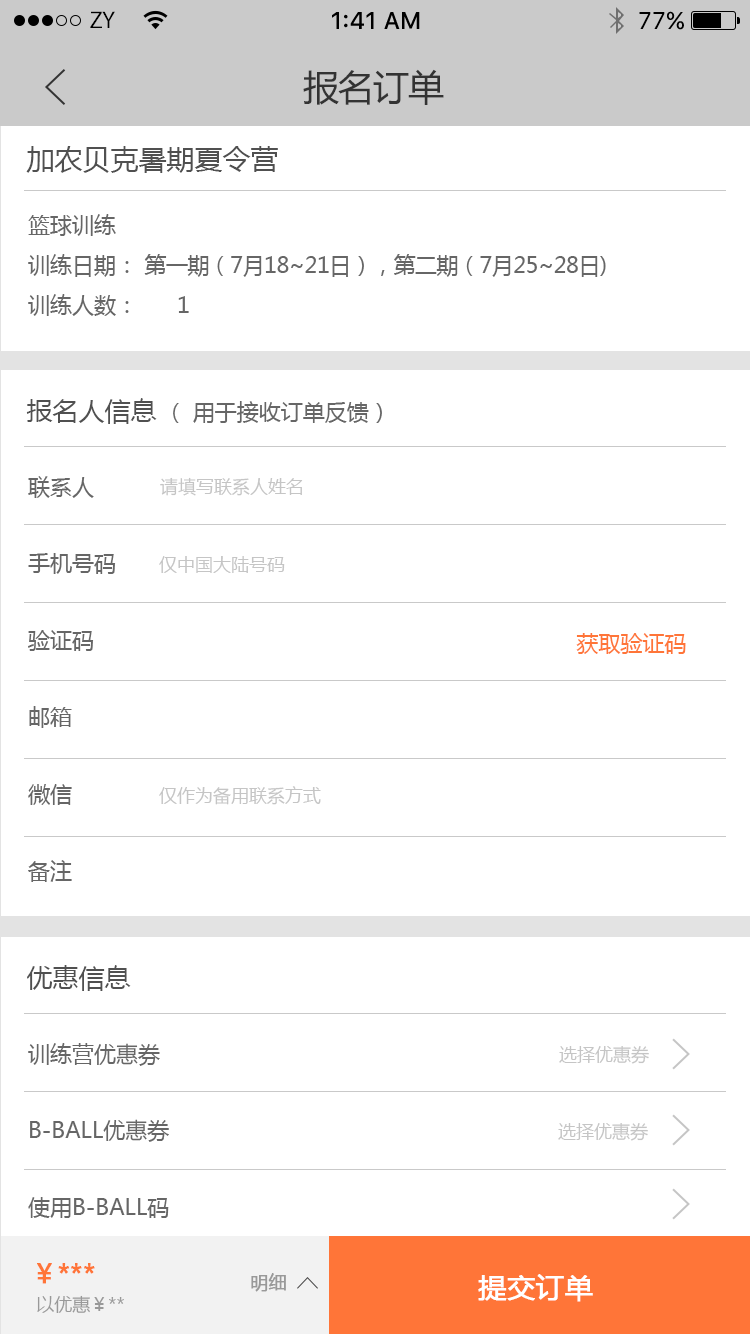 ZY 1:41 AM 77%
报名订单
加农贝克暑期夏令营
篮球训练
训练日期： 第一期（7月18~21日），第二期（7月25~28日)
训练人数： 1
报名人信息（ 用于接收订单反馈 ）
联系人 请填写联系人姓名
手机号码 仅中国大陆号码
验证码 获取验证码
邮箱
微信 仅作为备用联系方式
备注
优惠信息
训练营优惠券 选择优惠券
B-BALL优惠券 选择优惠券
使用B-BALL码
¥ ***
以优惠¥**
明细
提交订单